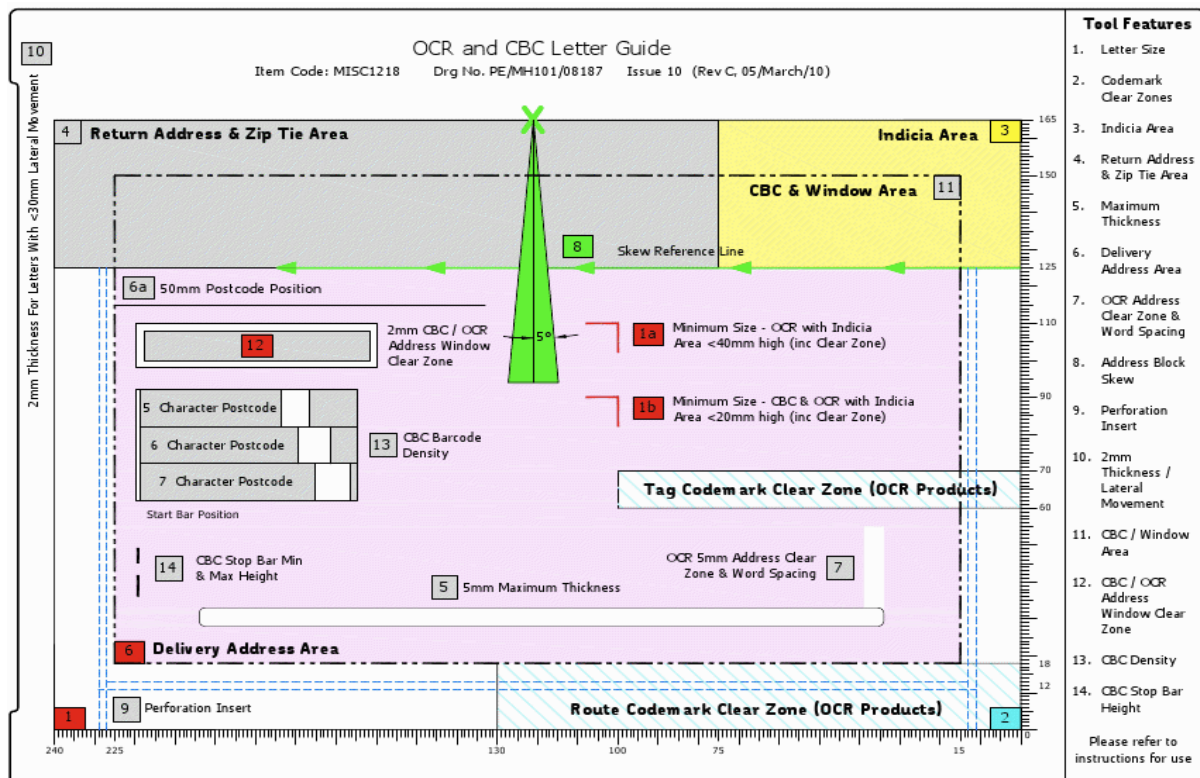 OCR and CBC Letter Guide
Item Code: MISC1218 Drg No. PE/MH101/08187 Issue 10 (Rev C, 05/March/10)
10
2mm Thickness For Letters With <30mm Lateral Movement
4 Return Address & Zip Tie Area
Indicia Area 3
CBC & Window Area 11
8 Skew Reference Line
6a 50mm Postcode Position
12
2mm CBC / OCR
Address Window
Clear Zone
5°
1a Minimum Size - OCR with Indicia
Area <40mm high (inc Clear Zone)
1b Minimum Size - CBC & OCR with Indicia
Area <20mm high (inc Clear Zone)
5 Character Postcode
6 Character Postcode
7 Character Postcode
13 CBC Barcode
Density
Start Bar Position
Tag Codemark Clear Zone (OCR Products)
14 CBC Stop Bar Min
& Max Height
OCR 5mm Address Clear
Zone & Word Spacing 7
5 5mm Maximum Thickness
6 Delivery Address Area
9 Perforation Insert
1
Route Codemark Clear Zone (OCR Products) 2
240 225 130 100 75 15
165
150
125
110
90
70
60
18
12
0
Tool Features
1. Letter Size
2. Codemark
Clear Zones
3. Indicia Area
4. Return Address
& Zip Tie Area
5. Maximum
Thickness
6. Delivery
Address Area
7. OCR Address
Clear Zone &
Word Spacing
8. Address Block
Skew
9. Perforation
Insert
10. 2mm
Thickness /
Lateral
Movement
11. CBC / Window
Area
12. CBC / OCR
Address
Window Clear
Zone
13. CBC Density
14. CBC Stop Bar
Height
Please refer to
instructions for use